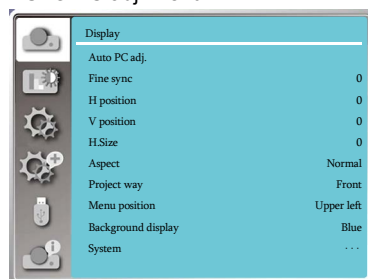 Display
Auto PC adj.
Fine sync 0
H position 0
V position 0
H.Size 0
Aspect Normal
Project way Front
Menu position Upper left
Background display Blue
System ...